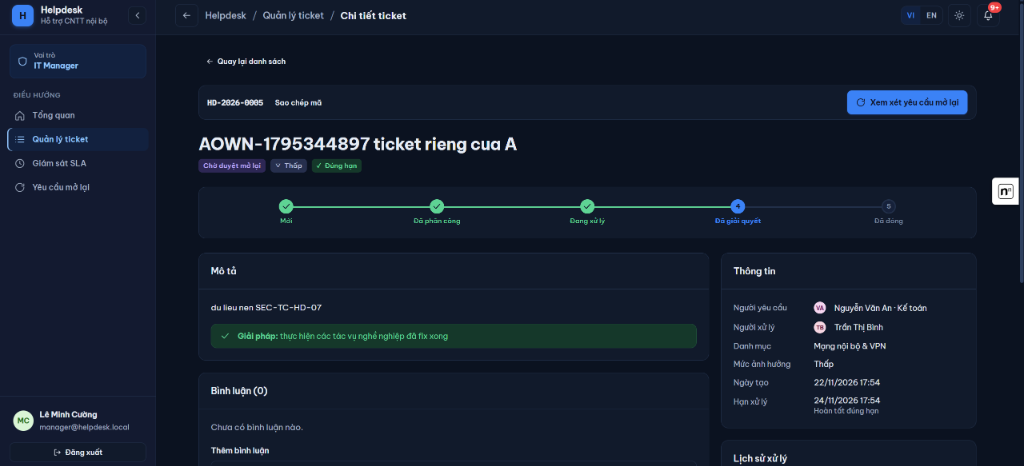 H
Helpdesk
Hỗ trợ CNTT nội bộ
Helpdesk / Quản lý ticket / Chi tiết ticket
VI EN
9+
Vai trò
IT Manager
ĐIỀU HƯỚNG
Tổng quan
Quản lý ticket
Giám sát SLA
Yêu cầu mở lại
← Quay lại danh sách
HD-2026-0005 Sao chép mã
Xem xét yêu cầu mở lại
AOWN-1795344897 ticket rieng cua A
Chờ duyệt mở lại
Thấp
✓ Đúng hạn
4
5
Mới
Đã phân công
Đang xử lý
Đã giải quyết
Đã đóng
Mô tả
du lieu nen SEC-TC-HD-07
Giải pháp: thực hiện các tác vụ nghề nghiệp đã fix xong
Bình luận (0)
Chưa có bình luận nào.
Thêm bình luận
Thông tin
Người yêu cầu VA Nguyễn Văn An · Kế toán
Người xử lý TB Trần Thị Bình
Danh mục Mạng nội bộ & VPN
Mức ảnh hưởng Thấp
Ngày tạo 22/11/2026 17:54
Hạn xử lý 24/11/2026 17:54
Hoàn tất đúng hạn
Lịch sử xử lý
MC
Lê Minh Cường
manager@helpdesk.local
Đăng xuất